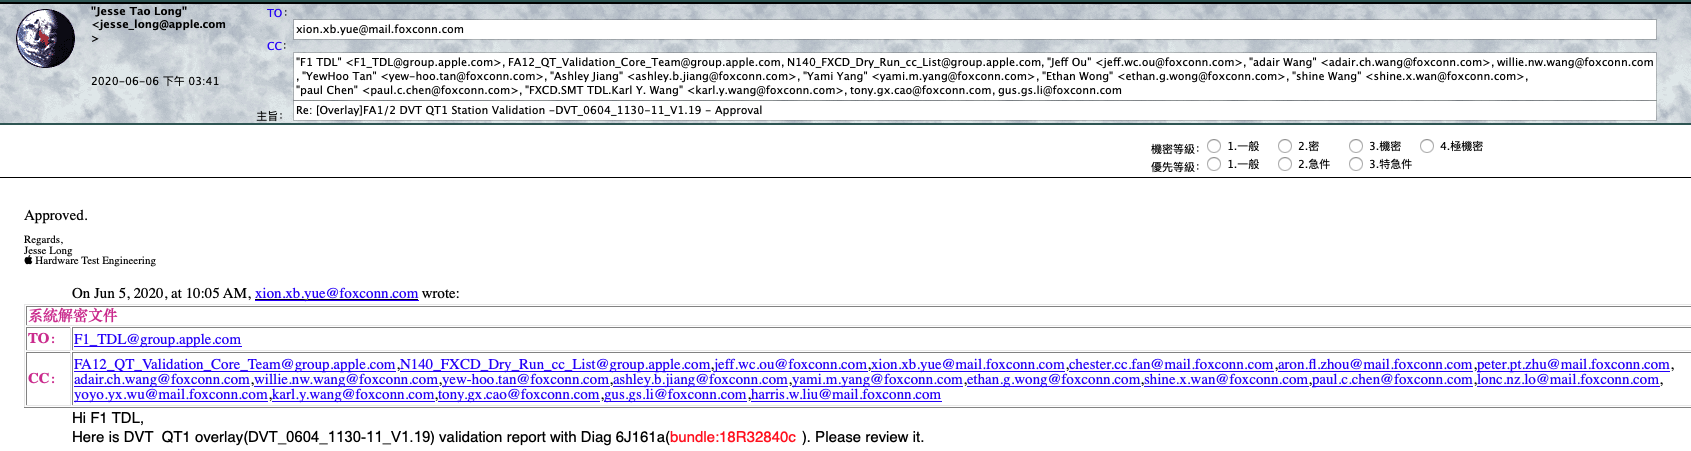 "Jesse Tao Long"
<jesse_long@apple.com
>
2020-06-06 下午 03:41
TO：
xion.xb.yue@mail.foxconn.com
CC：
"F1 TDL" <F1_TDL@group.apple.com>, FA12_QT_Validation_Core_Team@group.apple.com, N140_FXCD_Dry_Run_cc_List@group.apple.com, "Jeff Ou" <jeff.wc.ou@foxconn.com>, "adair Wang" <adair.ch.wang@foxconn.com>, willie.nw.wang@foxconn.com
, "YewHoo Tan" <yew-hoo.tan@foxconn.com>, "Ashley Jiang" <ashley.b.jiang@foxconn.com>, "Yami Yang" <yami.m.yang@foxconn.com>, "Ethan Wong" <ethan.g.wong@foxconn.com>, "shine Wang" <shine.x.wan@foxconn.com>,
"paul Chen" <paul.c.chen@foxconn.com>, "FXCD.SMT TDL.Karl Y. Wang" <karl.y.wang@foxconn.com>, tony.gx.cao@foxconn.com, gus.gs.li@foxconn.com
主旨：
Re: [Overlay]FA1/2 DVT QT1 Station Validation -DVT_0604_1130-11_V1.19 - Approval
機密等級： 1.一般 2.密 3.機密 4.極機密
優先等級： 1.一般 2.急件 3.特急件
Approved.
Regards,
Jesse Long
Hardware Test Engineering
On Jun 5, 2020, at 10:05 AM, xion.xb.yue@foxconn.com wrote:
系統解密文件
TO： F1_TDL@group.apple.com
CC：
FA12_QT_Validation_Core_Team@group.apple.com,N140_FXCD_Dry_Run_cc_List@group.apple.com,jeff.wc.ou@foxconn.com,xion.xb.yue@mail.foxconn.com,chester.cc.fan@mail.foxconn.com,aron.fl.zhou@mail.foxconn.com,peter.pt.zhu@mail.foxconn.com,
adair.ch.wang@foxconn.com,willie.nw.wang@foxconn.com,yew-hoo.tan@foxconn.com,ashley.b.jiang@foxconn.com,yami.m.yang@foxconn.com,ethan.g.wong@foxconn.com,shine.x.wan@foxconn.com,paul.c.chen@foxconn.com,lonc.nz.lo@mail.foxconn.com,
yoyo.yx.wu@mail.foxconn.com,karl.y.wang@foxconn.com,tony.gx.cao@foxconn.com,gus.gs.li@foxconn.com,harris.w.liu@mail.foxconn.com
Hi F1 TDL,
Here is DVT QT1 overlay(DVT_0604_1130-11_V1.19) validation report with Diag 6J161a(bundle:18R32840c ). Please review it.